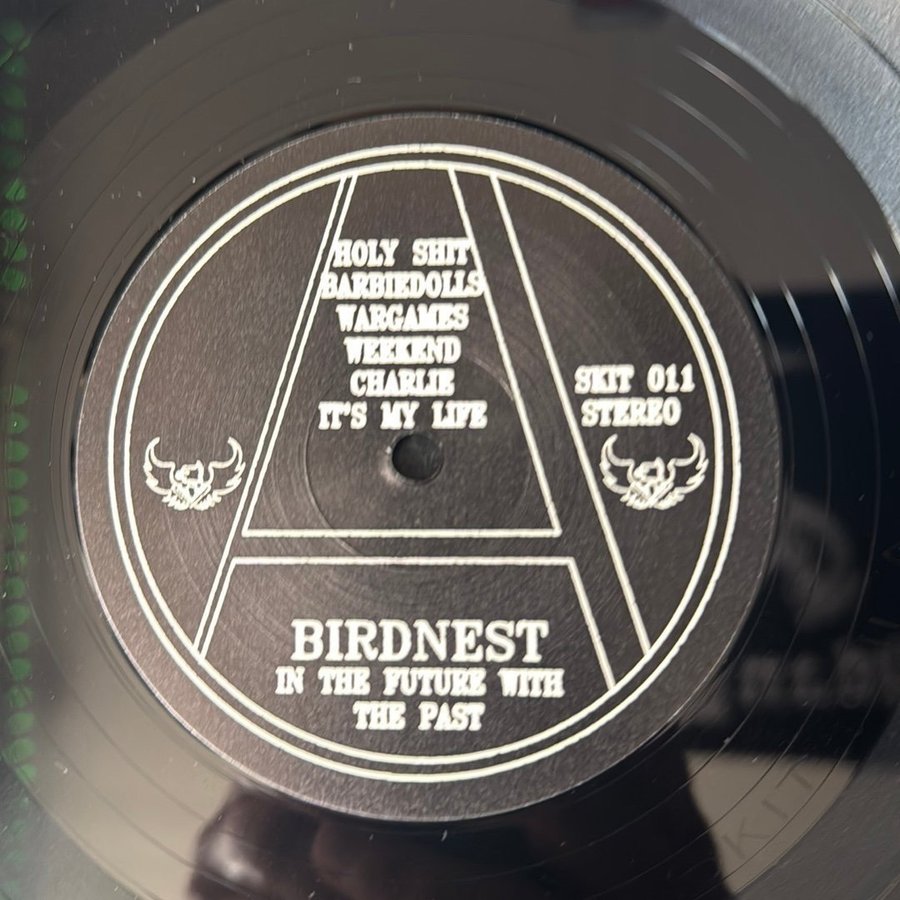 HOLY SHIT
BARBIEDOLLS
WARGAMES
WEEKEND
CHARLIE
IT'S MY LIFE
SKIT 011
STEREO
BIRDNEST
IN THE FUTURE WITH
THE PAST